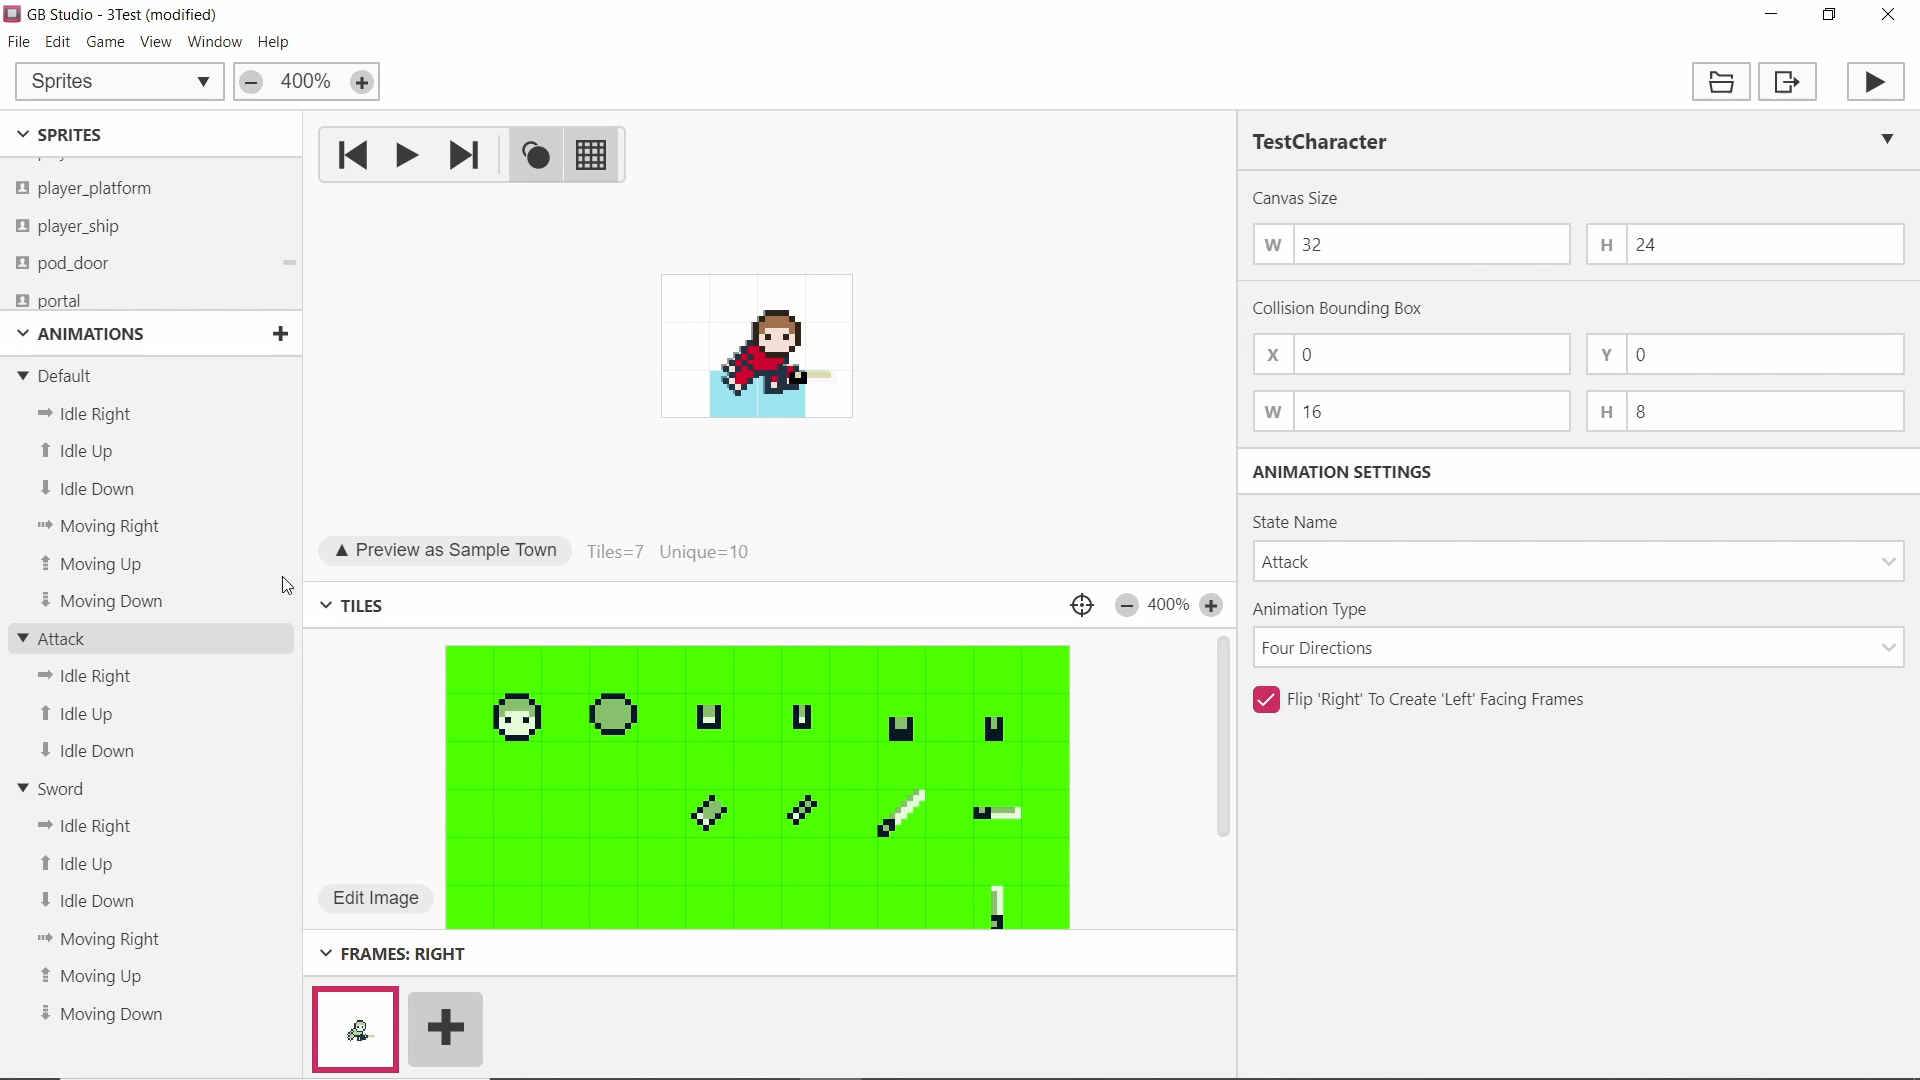 GB Studio - 3Test (modified)
File Edit Game View Window Help
Sprites
400%
SPRITES
player_platform
player_ship
pod_door
portal
ANIMATIONS
Default
Idle Right
Idle Up
Idle Down
Moving Right
Moving Up
Moving Down
Attack
Idle Right
Idle Up
Idle Down
Sword
Idle Right
Idle Up
Idle Down
Moving Right
Moving Up
Moving Down
Preview as Sample Town Tiles=7 Unique=10
TILES
400%
Edit Image
FRAMES: RIGHT
TestCharacter
Canvas Size
W 32 H 24
Collision Bounding Box
X 0 Y 0
W 16 H 8
ANIMATION SETTINGS
State Name
Attack
Animation Type
Four Directions
Flip 'Right' To Create 'Left' Facing Frames